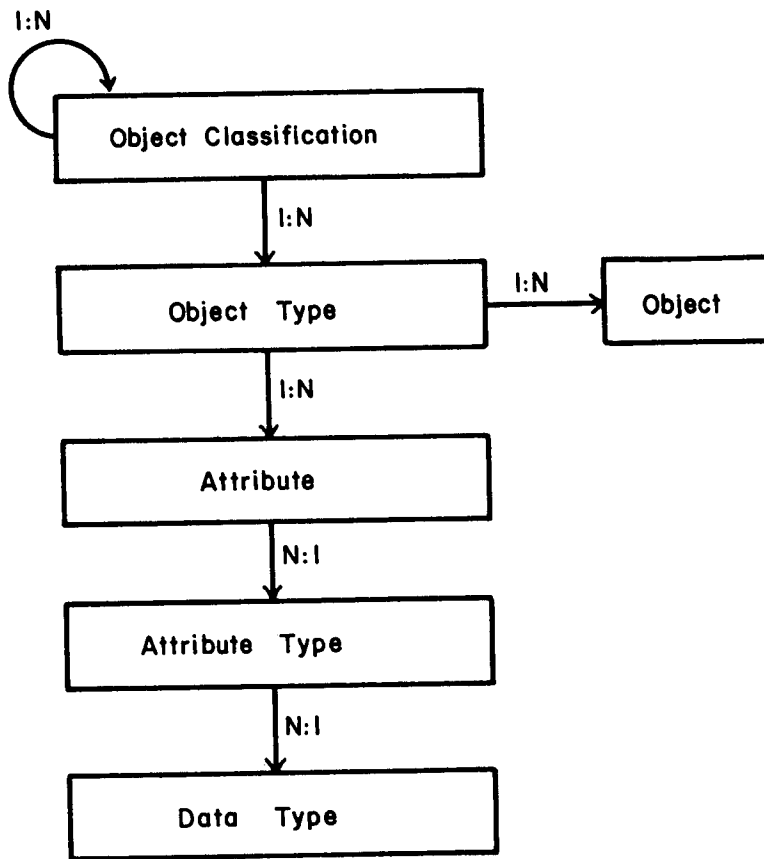 1:N
Object Classification
1:N
Object Type
1:N
Object
1:N
Attribute
N:1
Attribute Type
N:1
Data Type